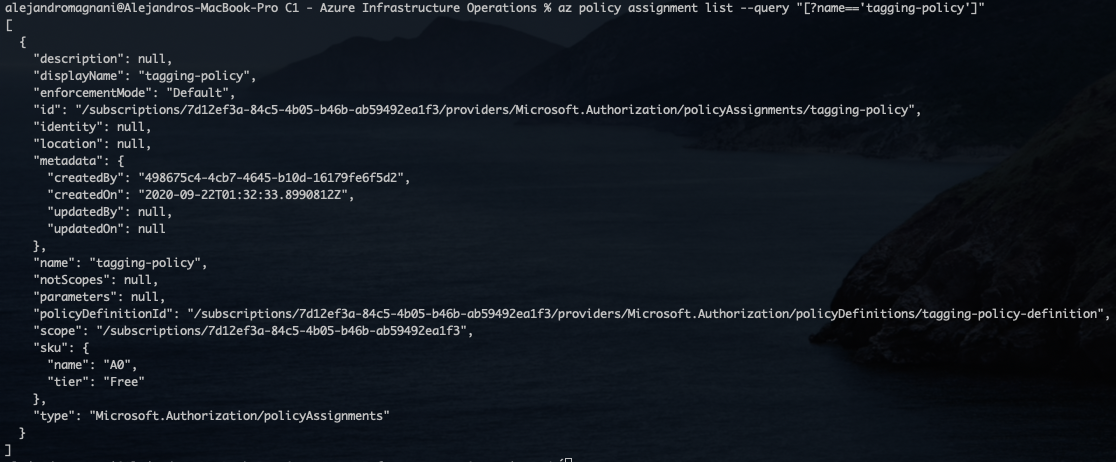 alejandromagnani@Alejandros-MacBook-Pro C1 - Azure Infrastructure Operations % az policy assignment list --query "[?name=='tagging-policy']"
[
  {
    "description": null,
    "displayName": "tagging-policy",
    "enforcementMode": "Default",
    "id": "/subscriptions/7d12ef3a-84c5-4b05-b46b-ab59492ea1f3/providers/Microsoft.Authorization/policyAssignments/tagging-policy",
    "identity": null,
    "location": null,
    "metadata": {
      "createdBy": "498675c4-4cb7-4645-b10d-16179fe6f5d2",
      "createdOn": "2020-09-22T01:32:33.8990812Z",
      "updatedBy": null,
      "updatedOn": null
    },
    "name": "tagging-policy",
    "notScopes": null,
    "parameters": null,
    "policyDefinitionId": "/subscriptions/7d12ef3a-84c5-4b05-b46b-ab59492ea1f3/providers/Microsoft.Authorization/policyDefinitions/tagging-policy-definition",
    "scope": "/subscriptions/7d12ef3a-84c5-4b05-b46b-ab59492ea1f3",
    "sku": {
      "name": "A0",
      "tier": "Free"
    },
    "type": "Microsoft.Authorization/policyAssignments"
  }
]